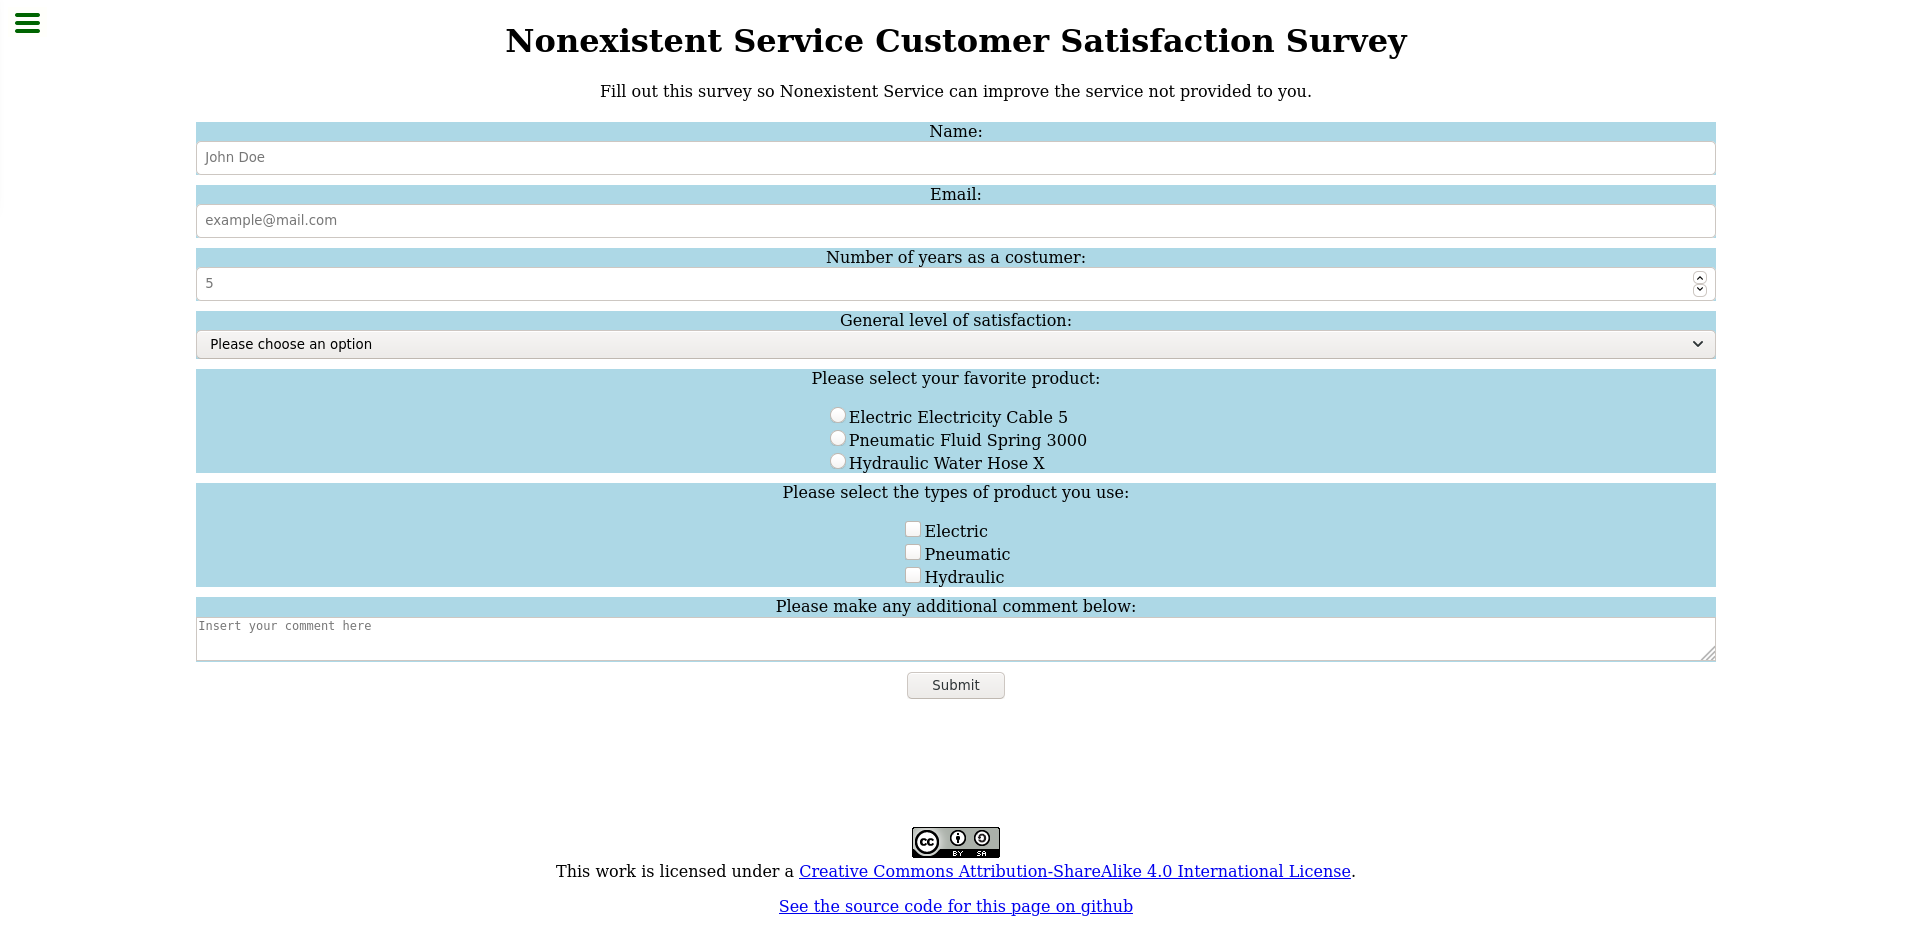 Nonexistent Service Customer Satisfaction Survey
Fill out this survey so Nonexistent Service can improve the service not provided to you.
Name:
John Doe
Email:
example@mail.com
Number of years as a costumer:
5
General level of satisfaction:
Please choose an option
Please select your favorite product:
Electric Electricity Cable 5
Pneumatic Fluid Spring 3000
Hydraulic Water Hose X
Please select the types of product you use:
Electric
Pneumatic
Hydraulic
Please make any additional comment below:
Insert your comment here
Submit
cc
BY SA
This work is licensed under a Creative Commons Attribution-ShareAlike 4.0 International License.
See the source code for this page on github